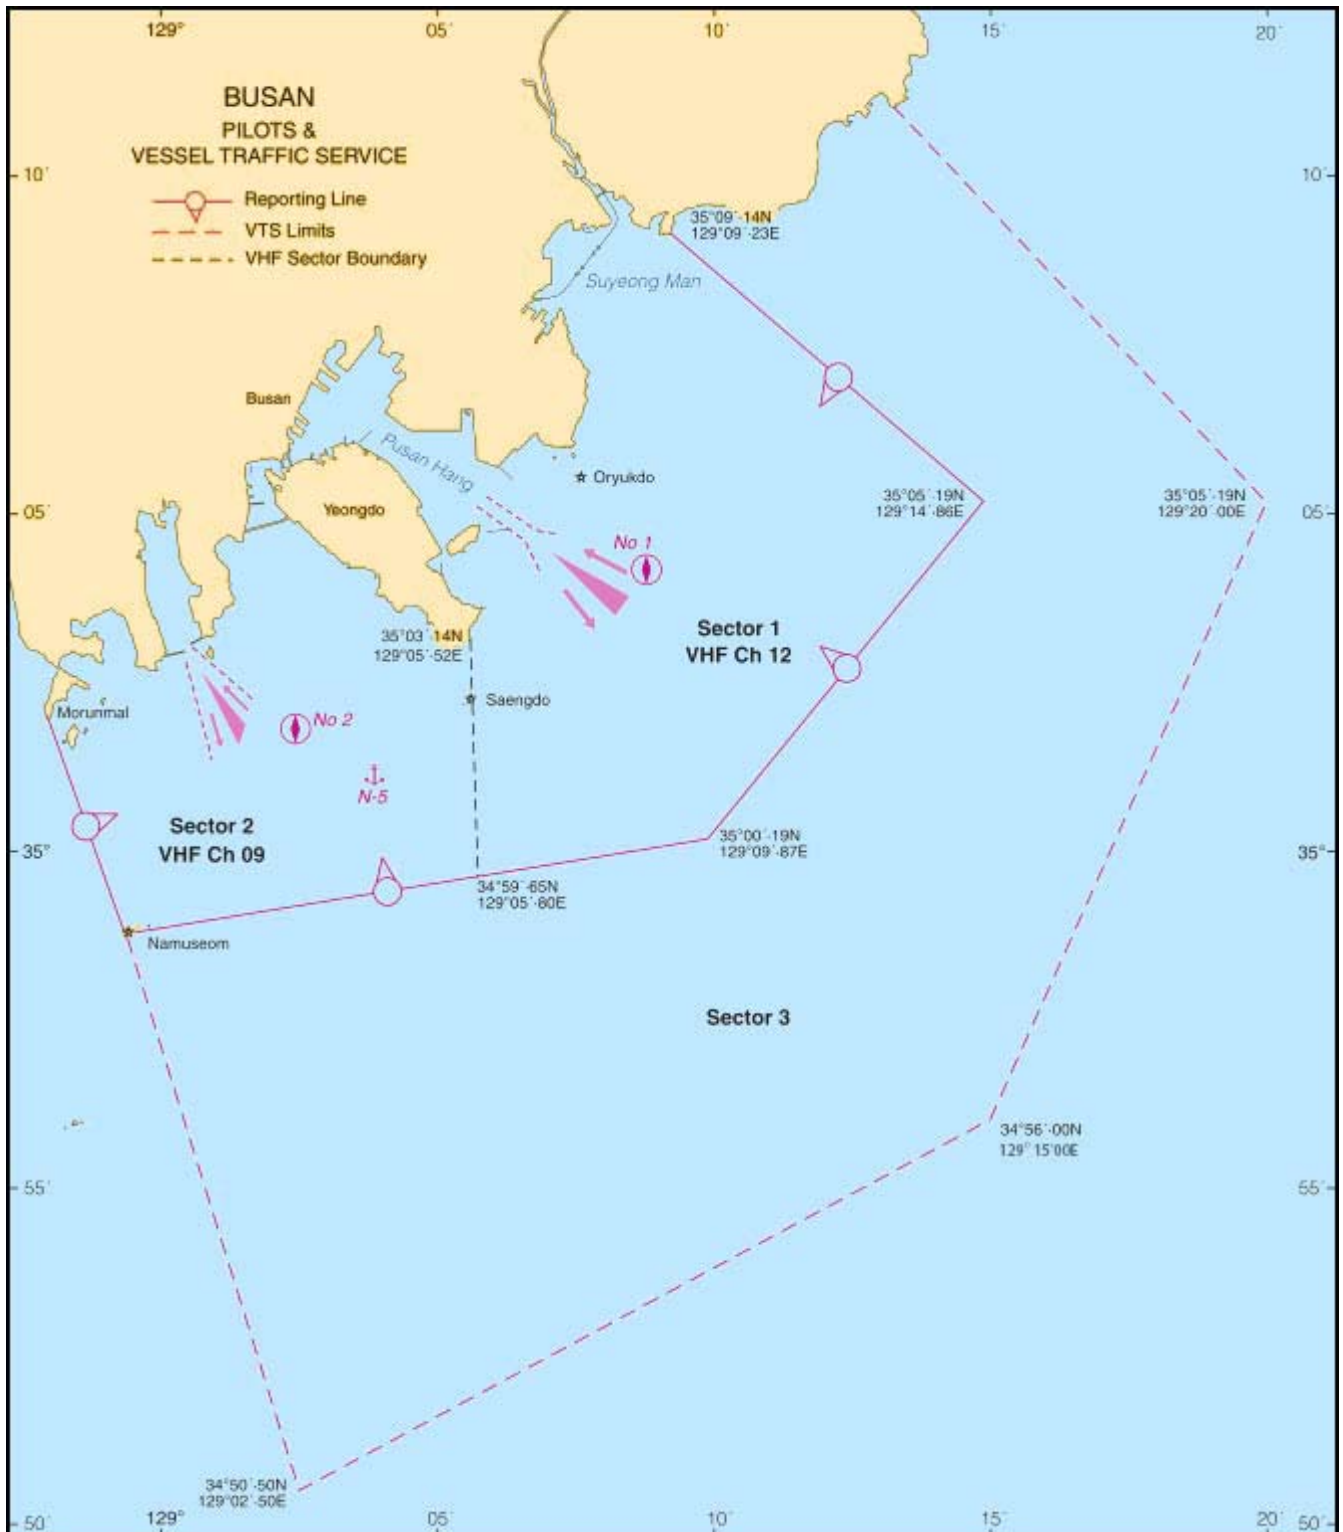 129°
05´
10´
15´
20´
BUSAN
PILOTS &
VESSEL TRAFFIC SERVICE
Reporting Line
VTS Limits
VHF Sector Boundary
10´
10´
35°09´·14N
129°09´·23E
Suyeong Man
Busan
Pusan Hang
Oryukdo
Yeongdo
35°05´·19N
129°14´·86E
35°05´·19N
129°20´·00E
05´
05´
No 1
Sector 1
VHF Ch 12
35°03´·14N
129°05´·52E
Saengdo
Morunmal
No 2
N-5
Sector 2
VHF Ch 09
35°00´·19N
129°09´·87E
35°
35°
34°59´·65N
129°05´·80E
Namuseom
Sector 3
34°56´·00N
129°15'00E
55´
55´
34°50´·50N
129°02´·50E
50´
129°
05´
10´
15´
20´
50´